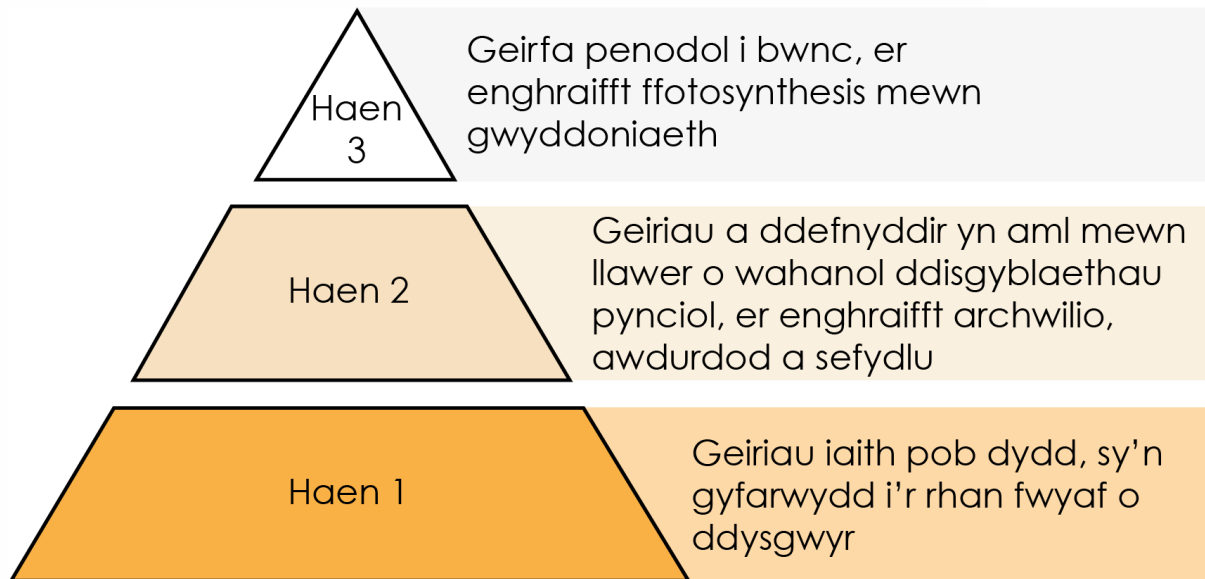 Haen
3
Geirfa penodol i bwnc, er
enghraifft ffotosynthesis mewn
gwyddoniaeth
Haen 2
Geiriau a ddefnyddir yn aml mewn
llawer o wahanol ddisgyblaethau
pynciol, er enghraifft archwilio,
awdurdod a sefydlu
Haen 1
Geiriau iaith pob dydd, sy’n
gyfarwydd i’r rhan fwyaf o
ddysgwyr